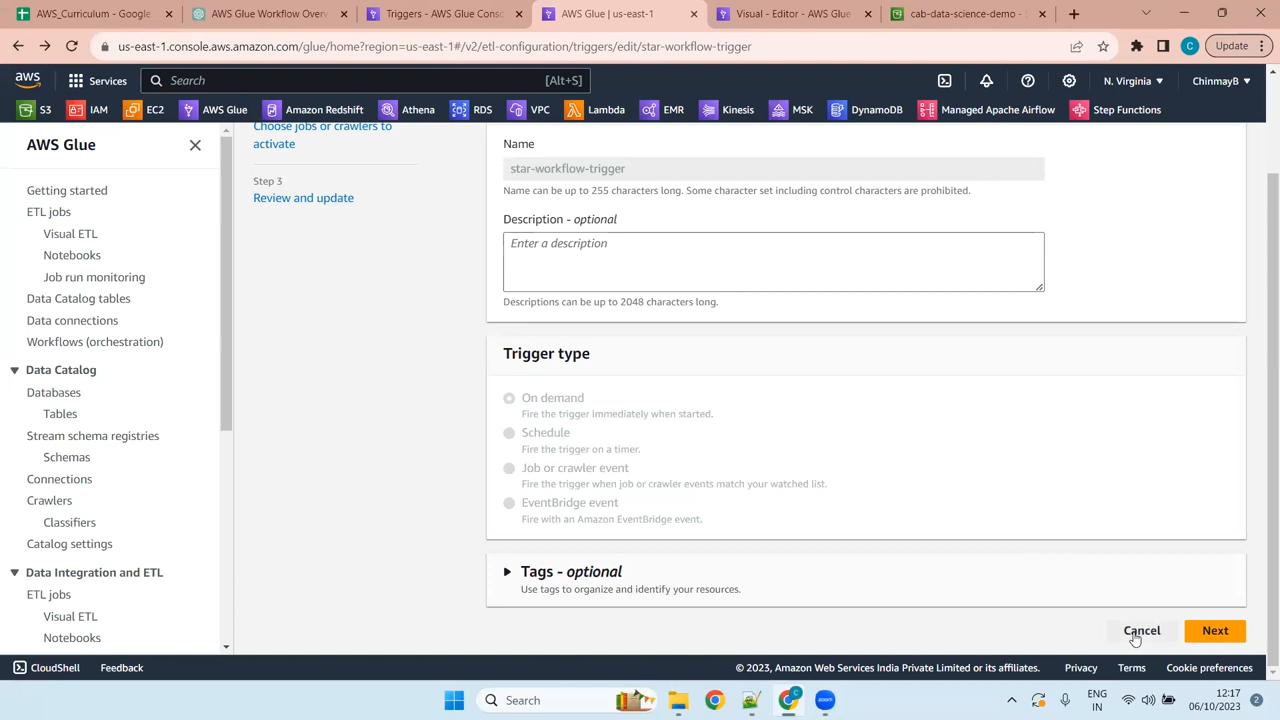 AWS_Curriculum - Google
AWS Glue Workflow Overv
Triggers - AWS Glue Cons
AWS Glue | us-east-1
Visual - Editor - AWS Glue
cab-data-science-demo -
us-east-1.console.aws.amazon.com/glue/home?region=us-east-1#/v2/etl-configuration/triggers/edit/star-workflow-trigger
C
Update
aws
Services
Search
[Alt+S]
N. Virginia
ChinmayB
S3
IAM
EC2
AWS Glue
Amazon Redshift
Athena
RDS
VPC
Lambda
EMR
Kinesis
MSK
DynamoDB
Managed Apache Airflow
Step Functions
AWS Glue
Getting started
ETL jobs
Visual ETL
Notebooks
Job run monitoring
Data Catalog tables
Data connections
Workflows (orchestration)
Data Catalog
Databases
Tables
Stream schema registries
Schemas
Connections
Crawlers
Classifiers
Catalog settings
Data Integration and ETL
ETL jobs
Visual ETL
Notebooks
Choose jobs or crawlers to
activate
Step 3
Review and update
Name
star-workflow-trigger
Name can be up to 255 characters long. Some character set including control characters are prohibited.
Description - optional
Enter a description
Descriptions can be up to 2048 characters long.
Trigger type
On demand
Fire the trigger immediately when started.
Schedule
Fire the trigger on a timer.
Job or crawler event
Fire the trigger when job or crawler events match your watched list.
EventBridge event
Fire with an Amazon EventBridge event.
Tags - optional
Use tags to organize and identify your resources.
Cancel
Next
CloudShell
Feedback
© 2023, Amazon Web Services India Private Limited or its affiliates.
Privacy
Terms
Cookie preferences
Search
C
zoom
ENG
IN
12:17
06/10/2023
2